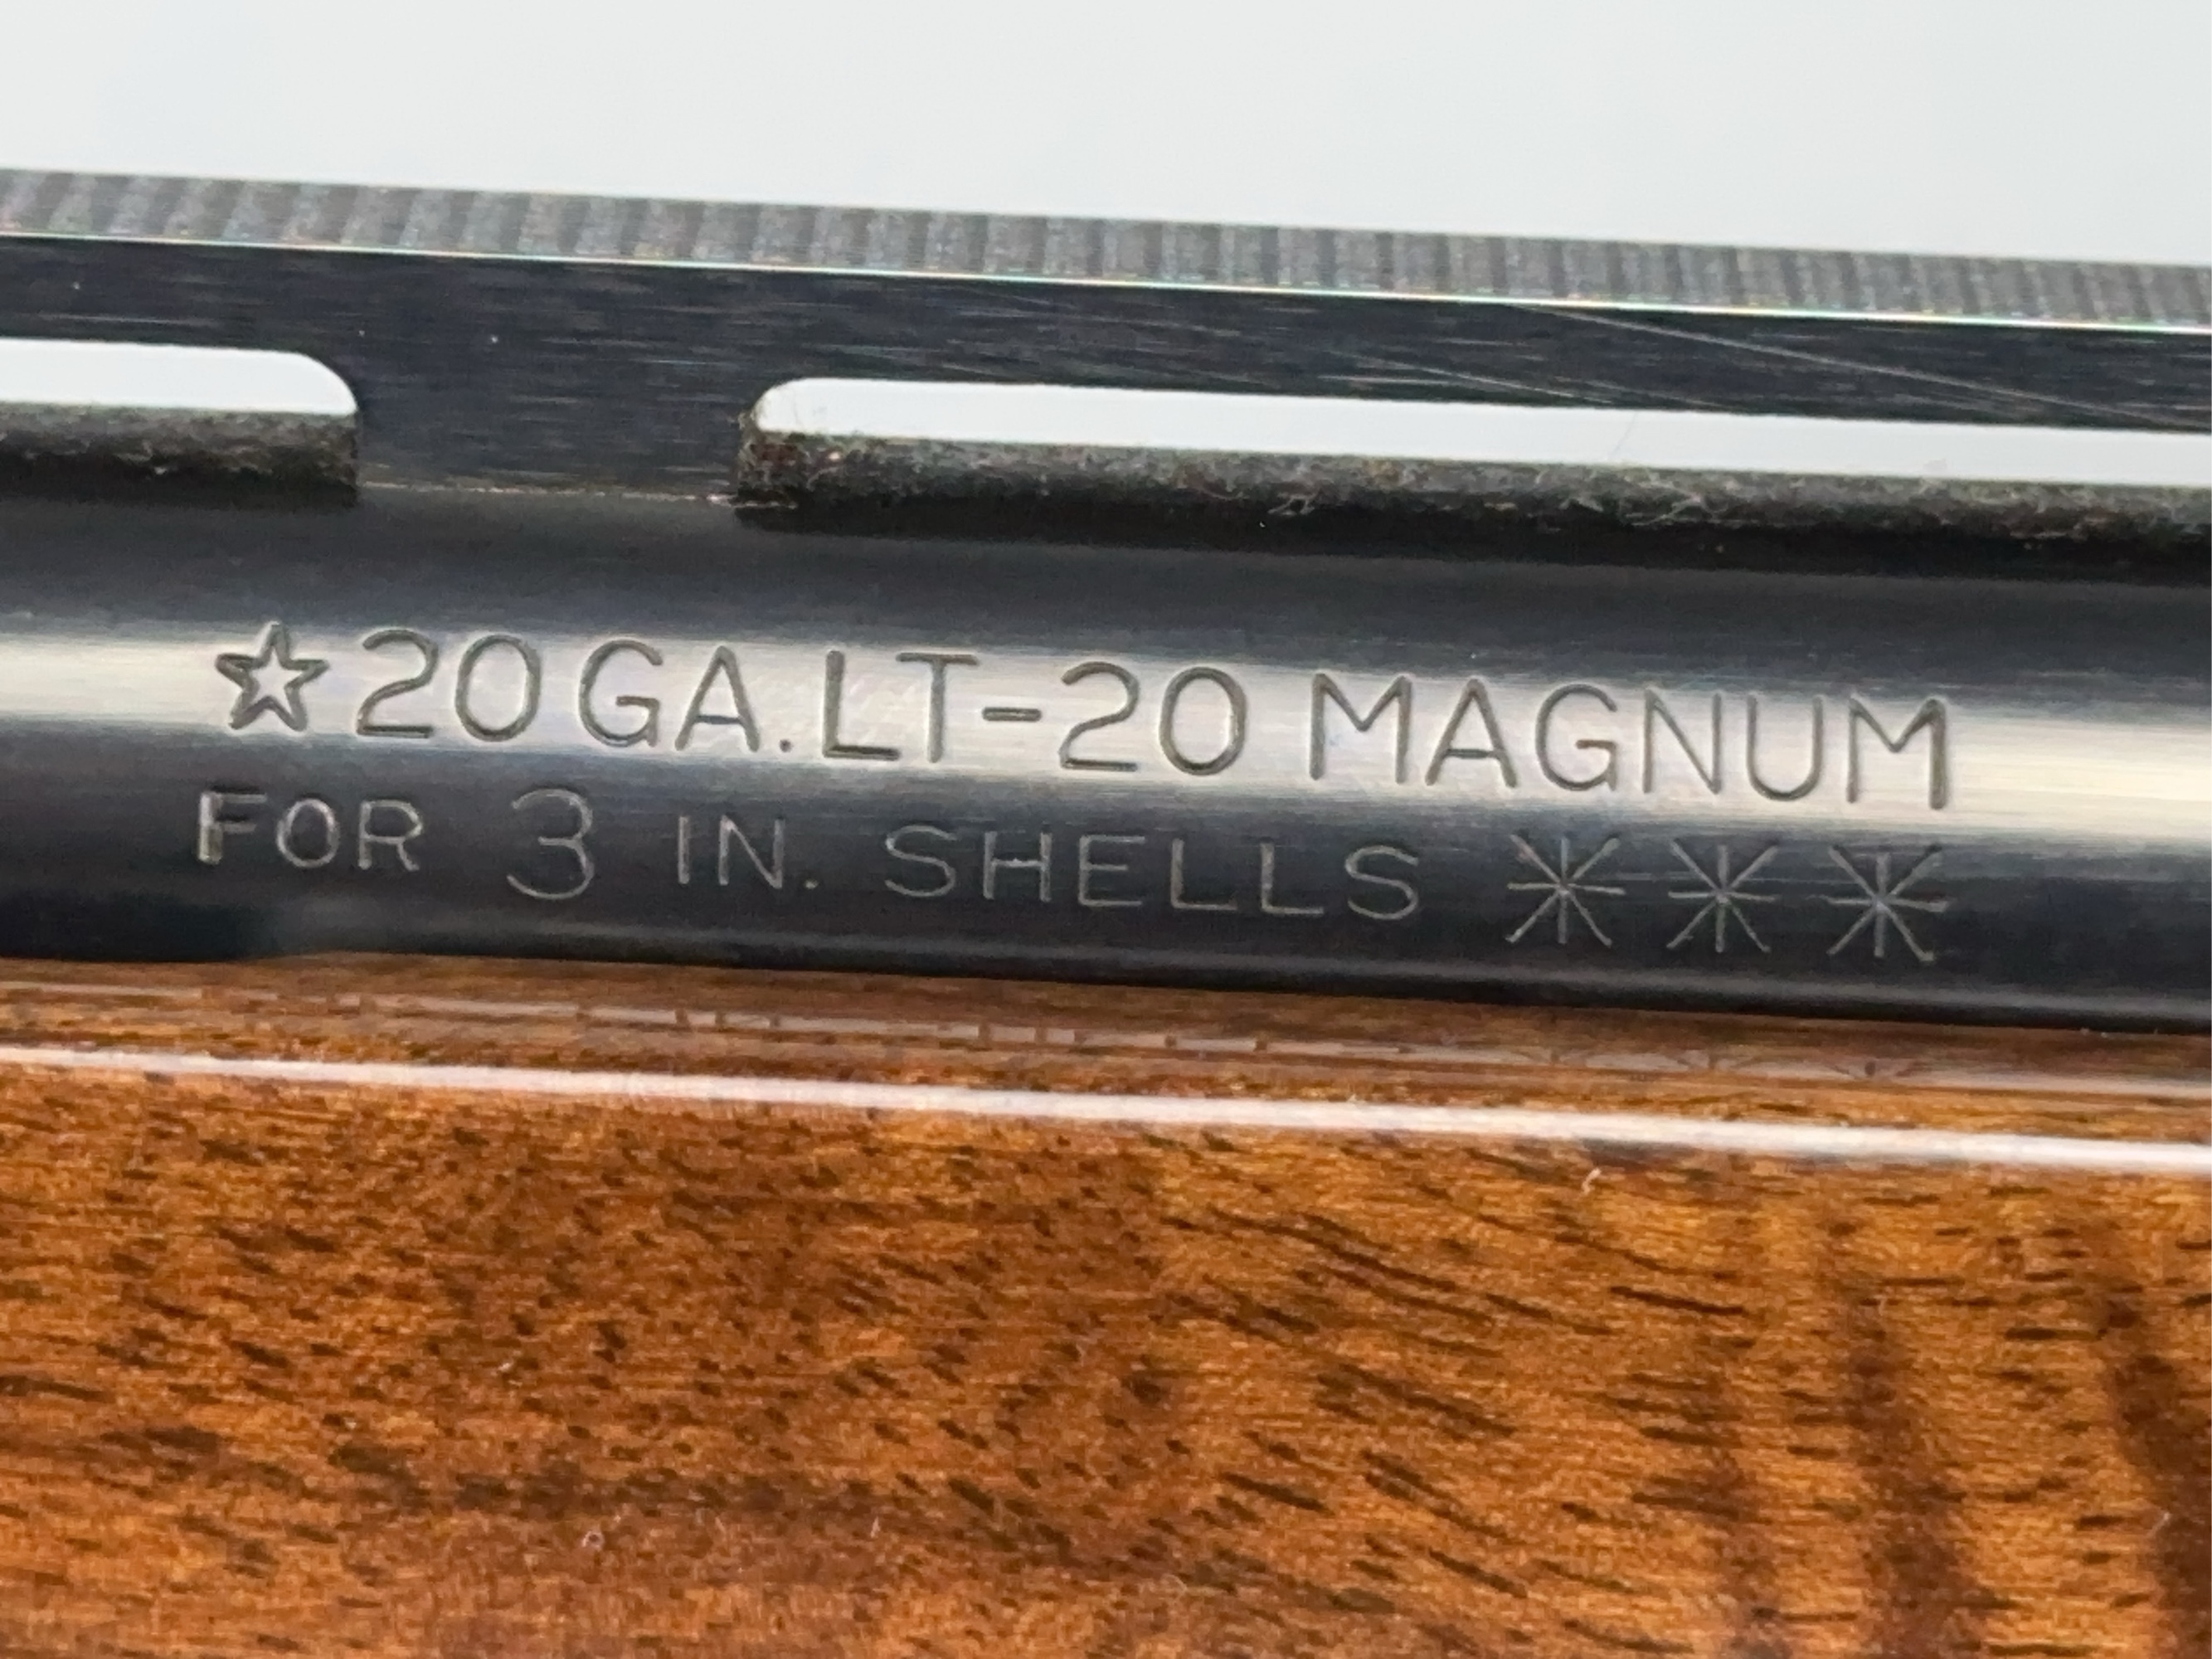 ☆20 GA. LT-20 MAGNUM
FOR 3 IN. SHELLS ***